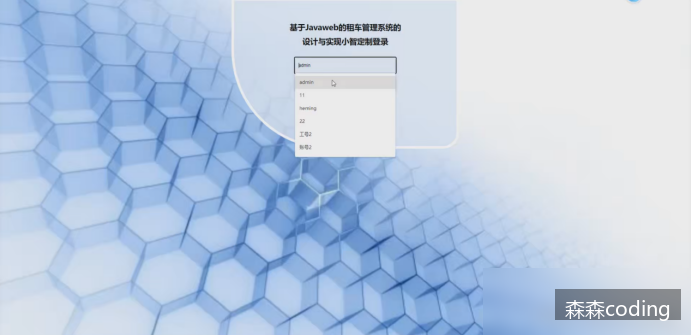 基于Javaweb的租车管理系统的
设计与实现小智定制登录
admin
admin
11
heming
22
工号2
账号2
森森coding